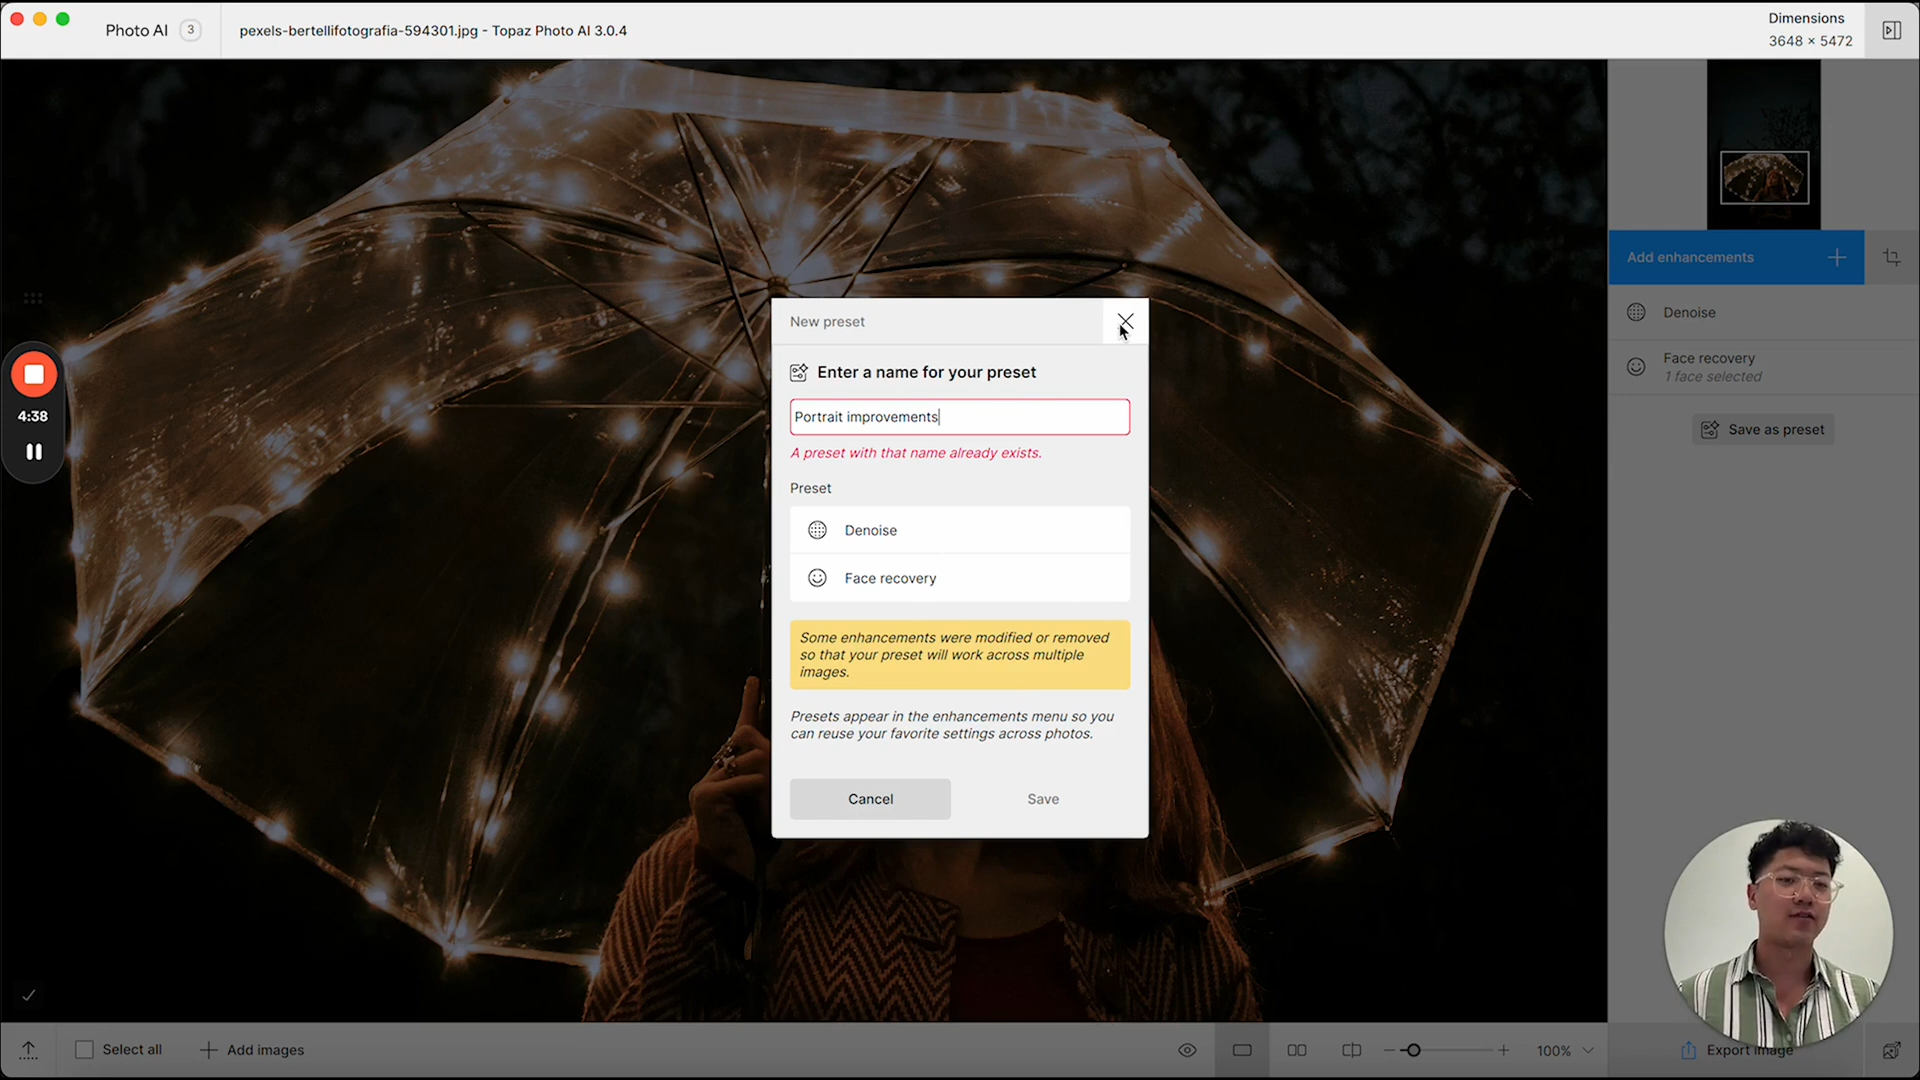 Photo AI 3
pexels-bertellifotografia-594301.jpg - Topaz Photo AI 3.0.4
Dimensions
3648 × 5472
Add enhancements
Denoise
Face recovery
1 face selected
Save as preset
4:38
New preset
Enter a name for your preset
Portrait improvements
A preset with that name already exists.
Preset
Denoise
Face recovery
Some enhancements were modified or removed
so that your preset will work across multiple
images.
Presets appear in the enhancements menu so you
can reuse your favorite settings across photos.
Cancel
Save
Select all
Add images
100%
Export image